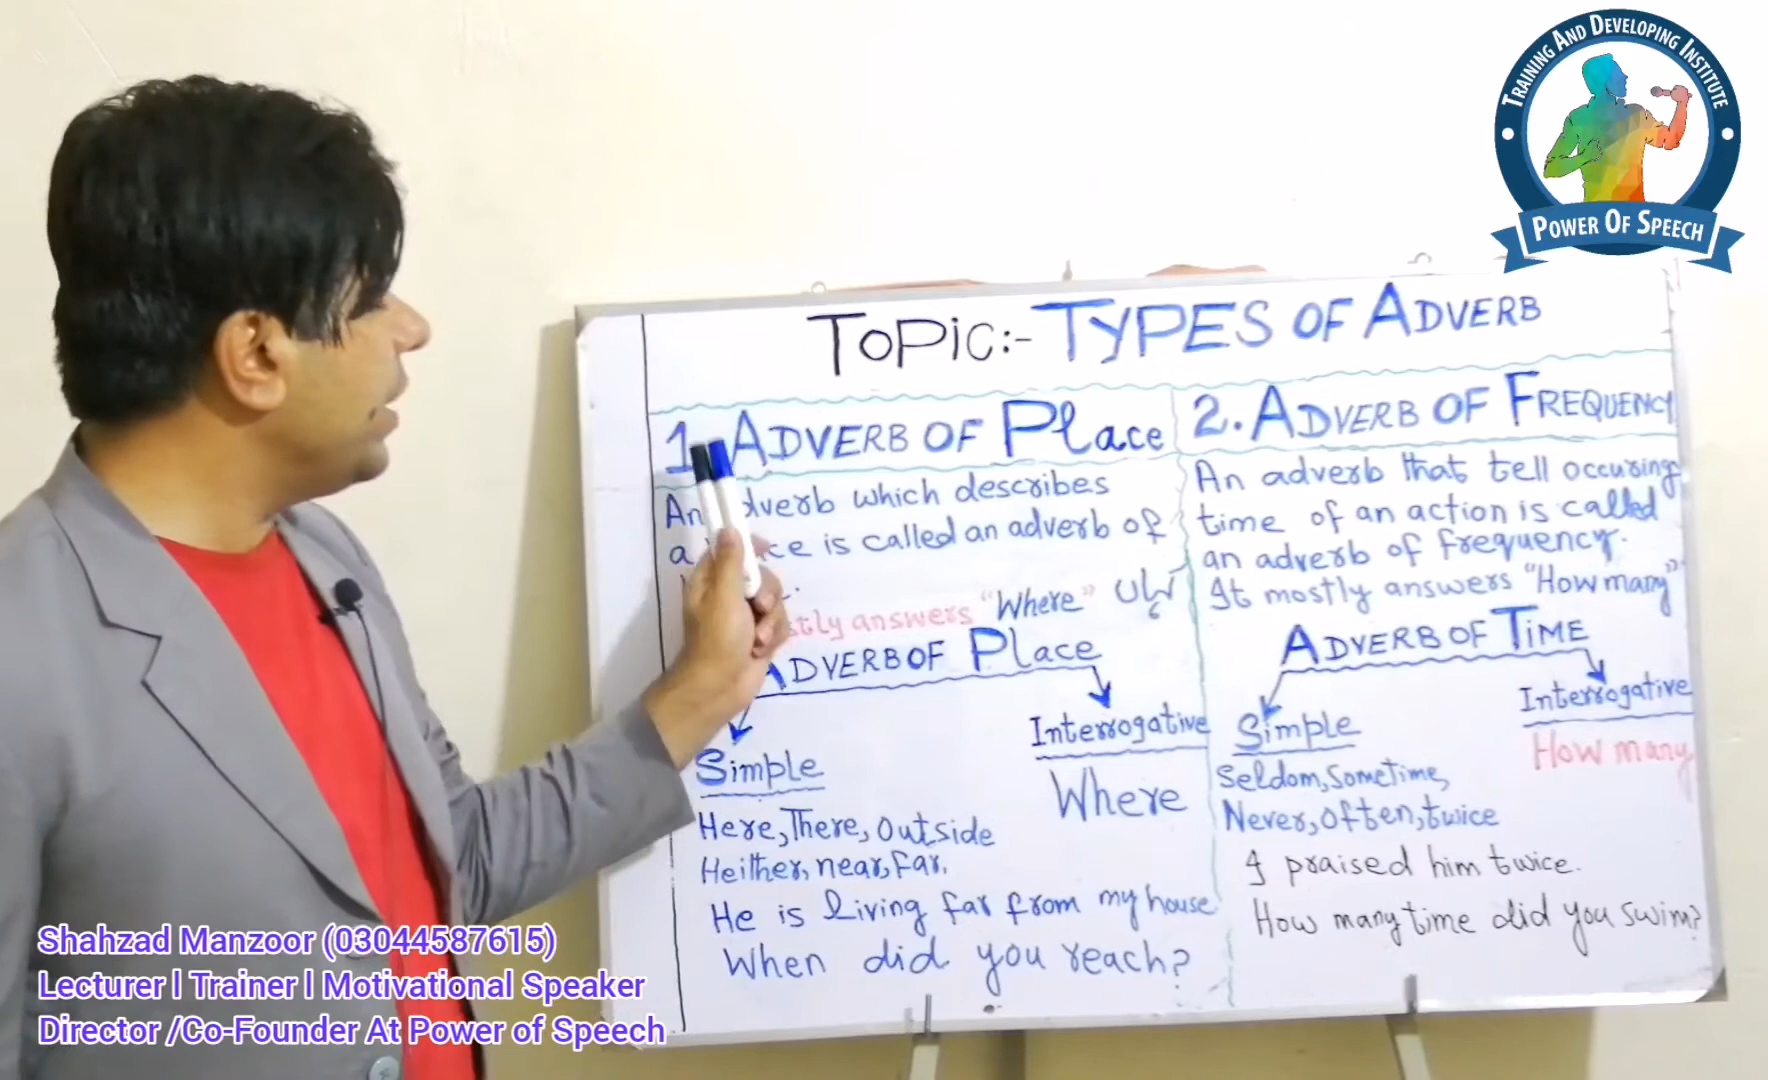 TRAINING AND DEVELOPING INSTITUTE
POWER OF SPEECH
TOPIC:- TYPES OF ADVERB
1. ADVERB OF Place
An adverb which describes
a place is called an adverb of
stly answers "Where" کہاں
ADVERB OF Place
Simple
Interrogative
Where
Here, There, Outside
Heither, near, far.
He is living far from my house
When did you reach?
2. ADVERB OF FREQUENCY
An adverb that tell occuring
time of an action is called
an adverb of frequency.
It mostly answers "How many"
ADVERB OF TIME
Simple
Interrogative
How many
Seldom, Sometime,
Never, often, twice
I praised him twice.
How many time did you swim?
Shahzad Manzoor (03044587615)
Lecturer l Trainer l Motivational Speaker
Director /Co-Founder At Power of Speech